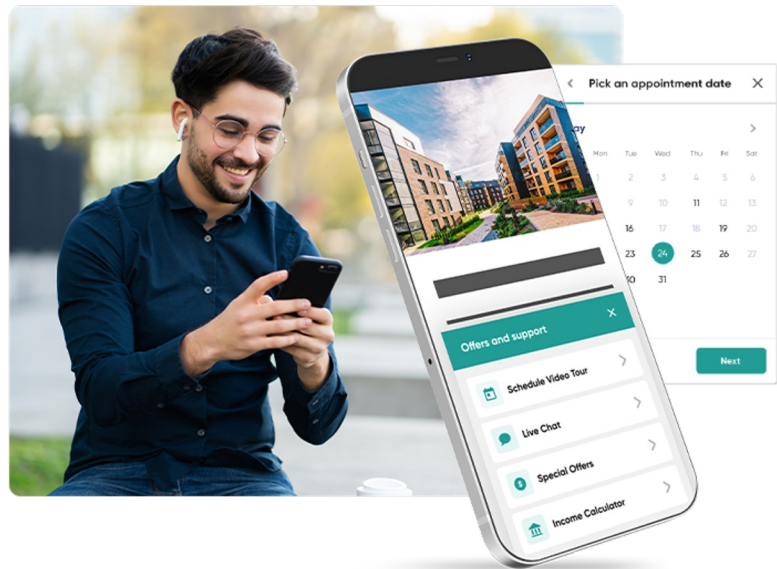 Pick an appointment date
ay
Mon Tue Wed Thu Fri Sat
1 2 3 4 5 6
9 10 11 12 13
16 17 18 19 20
23 24 25 26 27
30 31
Next
Offers and support
Schedule Video Tour
Live Chat
Special Offers
Income Calculator